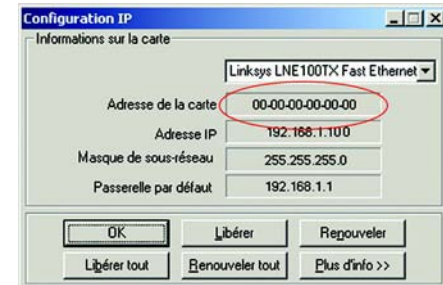 Configuration IP
Informations sur la carte
Linksys LNE100TX Fast Ethernet
Adresse de la carte 00-00-00-00-00-00
Adresse IP 192.168.1.100
Masque de sous-réseau 255.255.255.0
Passerelle par défaut 192.168.1.1
OK Libérer Renouveler
Libérer tout Renouveler tout Plus d'info >>